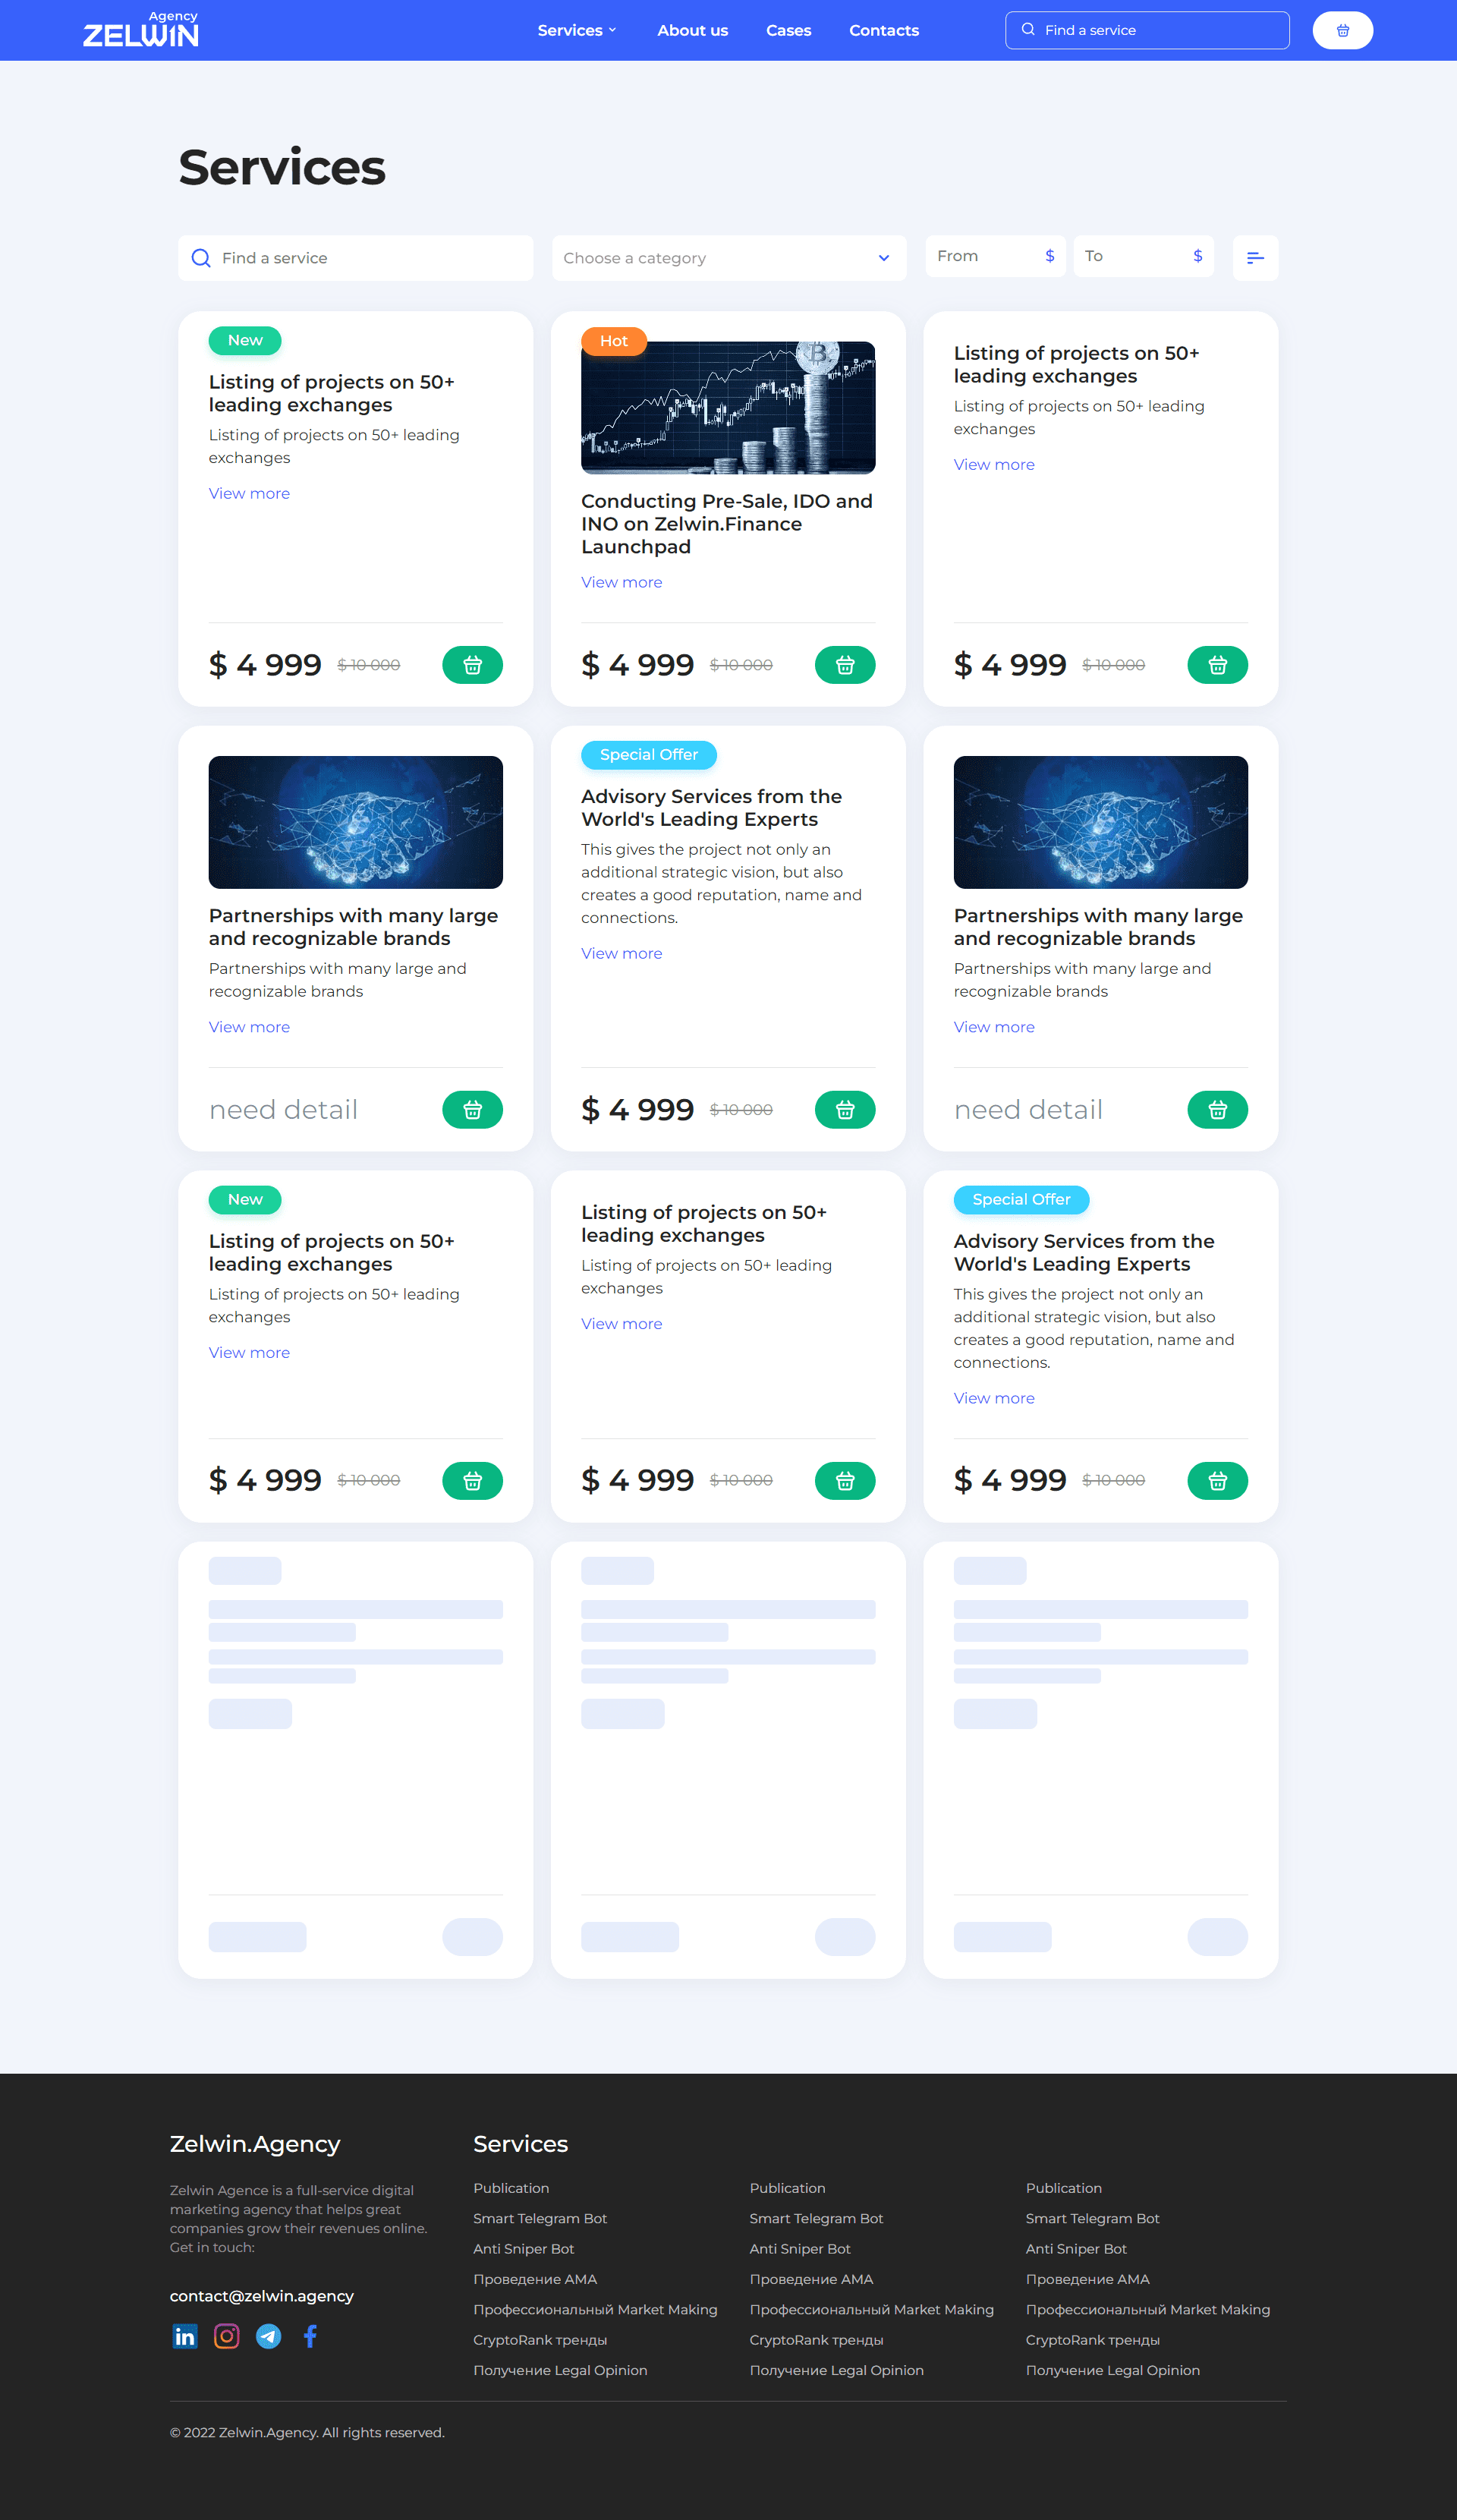 Agency
ZELWIN
Services
About us
Cases
Contacts
Find a service
Services
Find a service
Choose a category
From $
To $
New
Listing of projects on 50+
leading exchanges
Listing of projects on 50+ leading
exchanges
View more
$ 4 999 $ 10 000
Hot
B
Conducting Pre-Sale, IDO and
INO on Zelwin.Finance
Launchpad
View more
$ 4 999 $ 10 000
Listing of projects on 50+
leading exchanges
Listing of projects on 50+ leading
exchanges
View more
$ 4 999 $ 10 000
Partnerships with many large
and recognizable brands
Partnerships with many large and
recognizable brands
View more
need detail
Special Offer
Advisory Services from the
World's Leading Experts
This gives the project not only an
additional strategic vision, but also
creates a good reputation, name and
connections.
View more
$ 4 999 $ 10 000
Partnerships with many large
and recognizable brands
Partnerships with many large and
recognizable brands
View more
need detail
New
Listing of projects on 50+
leading exchanges
Listing of projects on 50+ leading
exchanges
View more
$ 4 999 $ 10 000
Listing of projects on 50+
leading exchanges
Listing of projects on 50+ leading
exchanges
View more
$ 4 999 $ 10 000
Special Offer
Advisory Services from the
World's Leading Experts
This gives the project not only an
additional strategic vision, but also
creates a good reputation, name and
connections.
View more
$ 4 999 $ 10 000
Zelwin.Agency
Zelwin Agence is a full-service digital
marketing agency that helps great
companies grow their revenues online.
Get in touch:
contact@zelwin.agency
in
Services
Publication
Smart Telegram Bot
Anti Sniper Bot
Проведение AMA
Профессиональный Market Making
CryptoRank тренды
Получение Legal Opinion
Publication
Smart Telegram Bot
Anti Sniper Bot
Проведение AMA
Профессиональный Market Making
CryptoRank тренды
Получение Legal Opinion
Publication
Smart Telegram Bot
Anti Sniper Bot
Проведение AMA
Профессиональный Market Making
CryptoRank тренды
Получение Legal Opinion
© 2022 Zelwin.Agency. All rights reserved.